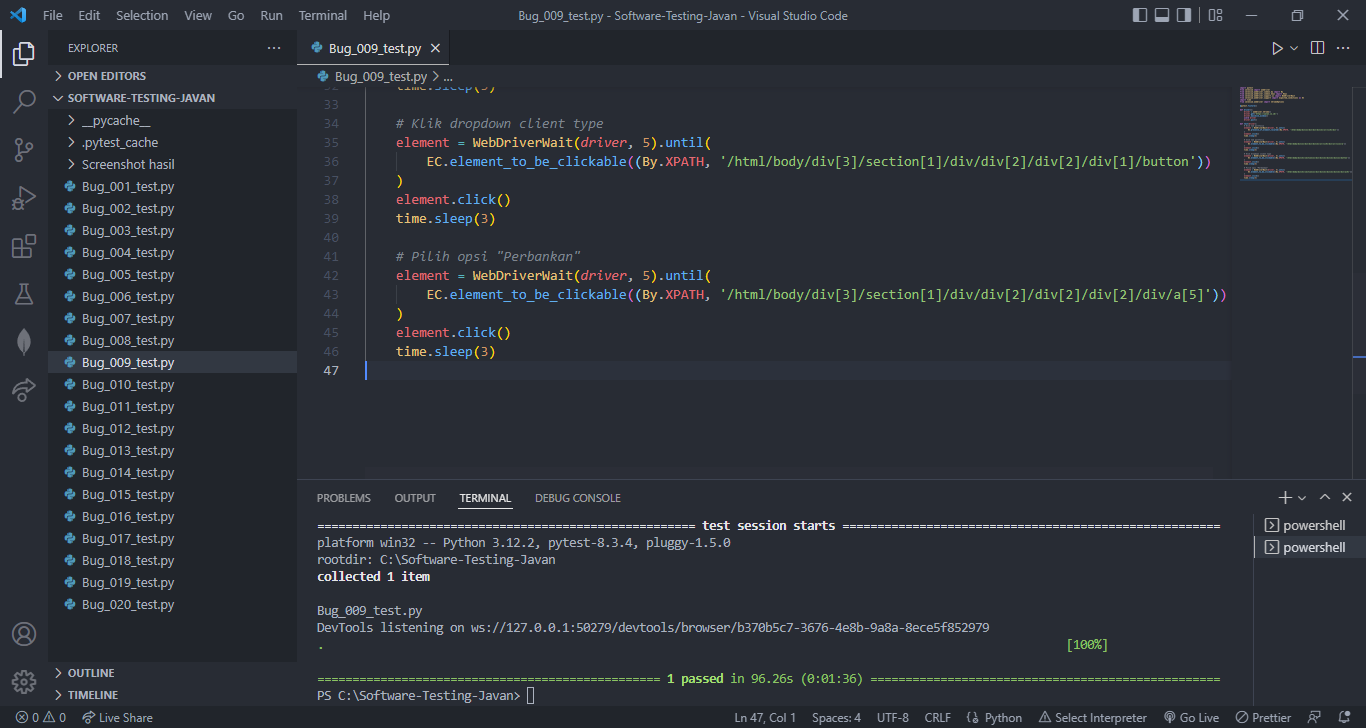 File Edit Selection View Go Run Terminal Help
Bug_009_test.py - Software-Testing-Javan - Visual Studio Code
EXPLORER
OPEN EDITORS
SOFTWARE-TESTING-JAVAN
__pycache__
.pytest_cache
Screenshot hasil
Bug_001_test.py
Bug_002_test.py
Bug_003_test.py
Bug_004_test.py
Bug_005_test.py
Bug_006_test.py
Bug_007_test.py
Bug_008_test.py
Bug_009_test.py
Bug_010_test.py
Bug_011_test.py
Bug_012_test.py
Bug_013_test.py
Bug_014_test.py
Bug_015_test.py
Bug_016_test.py
Bug_017_test.py
Bug_018_test.py
Bug_019_test.py
Bug_020_test.py
OUTLINE
TIMELINE
Bug_009_test.py
Bug_009_test.py > ...
32 time.sleep(3)
33
34 # Klik dropdown client type
35 element = WebDriverWait(driver, 5).until(
36 EC.element_to_be_clickable((By.XPATH, '/html/body/div[3]/section[1]/div/div[2]/div[2]/div[1]/button'))
37 )
38 element.click()
39 time.sleep(3)
40
41 # Pilih opsi "Perbankan"
42 element = WebDriverWait(driver, 5).until(
43 EC.element_to_be_clickable((By.XPATH, '/html/body/div[3]/section[1]/div/div[2]/div[2]/div[2]/div/a[5]'))
44 )
45 element.click()
46 time.sleep(3)
47
PROBLEMS OUTPUT TERMINAL DEBUG CONSOLE
====================================================== test session starts ======================================================
platform win32 -- Python 3.12.2, pytest-8.3.4, pluggy-1.5.0
rootdir: C:\Software-Testing-Javan
collected 1 item
Bug_009_test.py
DevTools listening on ws://127.0.0.1:50279/devtools/browser/b370b5c7-3676-4e8b-9a8a-8ece5f852979
. [100%]
================================================= 1 passed in 96.26s (0:01:36) ==================================================
PS C:\Software-Testing-Javan>
powershell
powershell
0 0 Live Share
Ln 47, Col 1 Spaces: 4 UTF-8 CRLF Python Select Interpreter Go Live Prettier